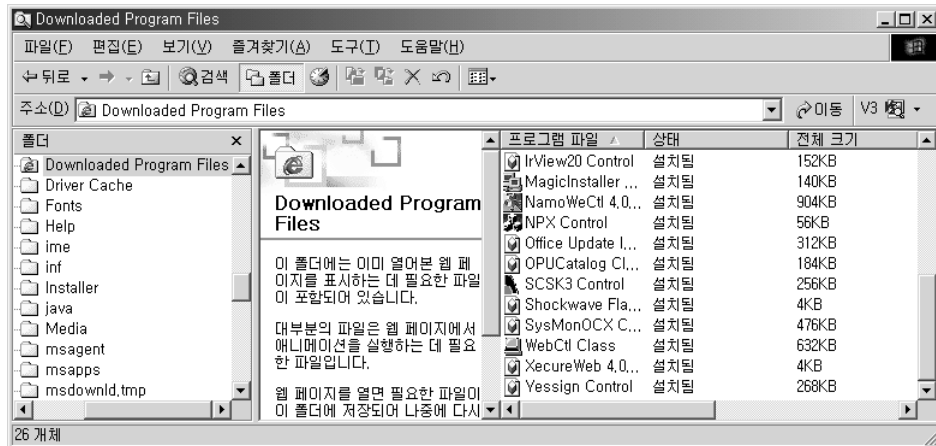 Downloaded Program Files
파일(F) 편집(E) 보기(V) 즐겨찾기(A) 도구(T) 도움말(H)
뒤로 검색 폴더
주소(D) Downloaded Program Files 이동 V3
폴더
Downloaded Program Files
Driver Cache
Fonts
Help
ime
inf
Installer
java
Media
msagent
msapps
msdownld.tmp
Downloaded Program
Files
이 폴더에는 이미 열어본 웹 페
이지를 표시하는 데 필요한 파일
이 포함되어 있습니다.
대부분의 파일은 웹 페이지에서
애니메이션을 실행하는 데 필요
한 파일입니다.
웹 페이지를 열면 필요한 파일이
이 폴더에 저장되어 나중에 다시
프로그램 파일 상태 전체 크기
IrView20 Control 설치됨 152KB
MagicInstaller ... 설치됨 140KB
NamoWeCtl 4,0,.. 설치됨 904KB
NPX Control 설치됨 56KB
Office Update I... 설치됨 312KB
OPUCatalog Cl... 설치됨 184KB
SCSK3 Control 설치됨 256KB
Shockwave Fla... 설치됨 4KB
SysMonOCX C... 설치됨 476KB
WebCtl Class 설치됨 632KB
XecureWeb 4,0,.. 설치됨 4KB
Yessign Control 설치됨 268KB
26 개체